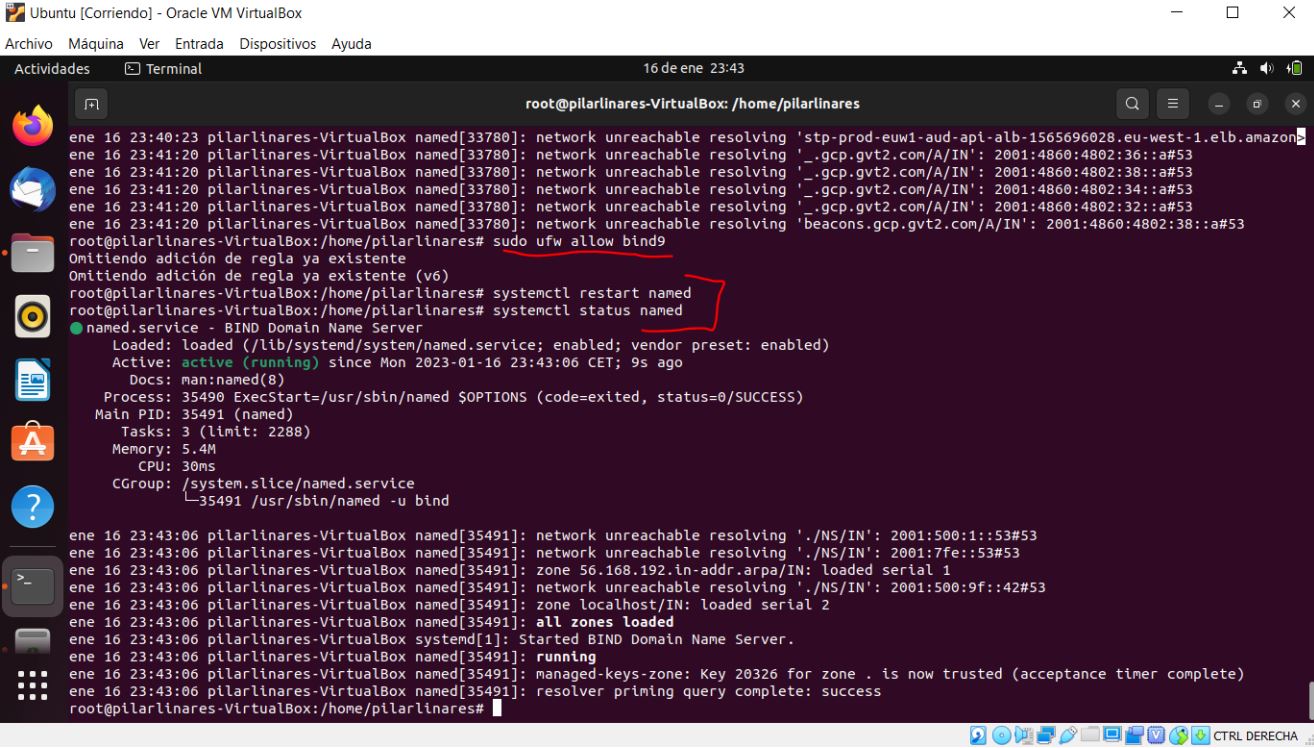 Ubuntu [Corriendo] - Oracle VM VirtualBox
Archivo Máquina Ver Entrada Dispositivos Ayuda
Actividades Terminal 16 de ene 23:43
root@pilarlinares-VirtualBox: /home/pilarlinares
ene 16 23:40:23 pilarlinares-VirtualBox named[33780]: network unreachable resolving 'stp-prod-euw1-aud-api-alb-1565696028.eu-west-1.elb.amazon>
ene 16 23:41:20 pilarlinares-VirtualBox named[33780]: network unreachable resolving '_.gcp.gvt2.com/A/IN': 2001:4860:4802:36::a#53
ene 16 23:41:20 pilarlinares-VirtualBox named[33780]: network unreachable resolving '_.gcp.gvt2.com/A/IN': 2001:4860:4802:38::a#53
ene 16 23:41:20 pilarlinares-VirtualBox named[33780]: network unreachable resolving '_.gcp.gvt2.com/A/IN': 2001:4860:4802:34::a#53
ene 16 23:41:20 pilarlinares-VirtualBox named[33780]: network unreachable resolving '_.gcp.gvt2.com/A/IN': 2001:4860:4802:32::a#53
ene 16 23:41:20 pilarlinares-VirtualBox named[33780]: network unreachable resolving 'beacons.gcp.gvt2.com/A/IN': 2001:4860:4802:38::a#53
root@pilarlinares-VirtualBox:/home/pilarlinares# sudo ufw allow bind9
Omitiendo adición de regla ya existente
Omitiendo adición de regla ya existente (v6)
root@pilarlinares-VirtualBox:/home/pilarlinares# systemctl restart named
root@pilarlinares-VirtualBox:/home/pilarlinares# systemctl status named
● named.service - BIND Domain Name Server
Loaded: loaded (/lib/systemd/system/named.service; enabled; vendor preset: enabled)
Active: active (running) since Mon 2023-01-16 23:43:06 CET; 9s ago
Docs: man:named(8)
Process: 35490 ExecStart=/usr/sbin/named $OPTIONS (code=exited, status=0/SUCCESS)
Main PID: 35491 (named)
Tasks: 3 (limit: 2288)
Memory: 5.4M
CPU: 30ms
CGroup: /system.slice/named.service
└─35491 /usr/sbin/named -u bind
ene 16 23:43:06 pilarlinares-VirtualBox named[35491]: network unreachable resolving './NS/IN': 2001:500:1::53#53
ene 16 23:43:06 pilarlinares-VirtualBox named[35491]: network unreachable resolving './NS/IN': 2001:7fe::53#53
ene 16 23:43:06 pilarlinares-VirtualBox named[35491]: zone 56.168.192.in-addr.arpa/IN: loaded serial 1
ene 16 23:43:06 pilarlinares-VirtualBox named[35491]: network unreachable resolving './NS/IN': 2001:500:9f::42#53
ene 16 23:43:06 pilarlinares-VirtualBox named[35491]: zone localhost/IN: loaded serial 2
ene 16 23:43:06 pilarlinares-VirtualBox named[35491]: all zones loaded
ene 16 23:43:06 pilarlinares-VirtualBox systemd[1]: Started BIND Domain Name Server.
ene 16 23:43:06 pilarlinares-VirtualBox named[35491]: running
ene 16 23:43:06 pilarlinares-VirtualBox named[35491]: managed-keys-zone: Key 20326 for zone . is now trusted (acceptance timer complete)
ene 16 23:43:06 pilarlinares-VirtualBox named[35491]: resolver priming query complete: success
root@pilarlinares-VirtualBox:/home/pilarlinares#
CTRL DERECHA